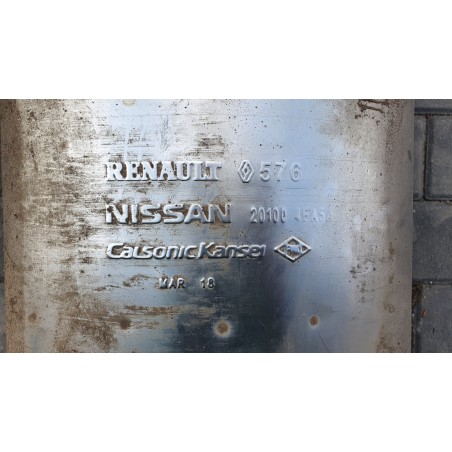 RENAULT 576
NISSAN 20100
CalsonicKansei
MAR 18